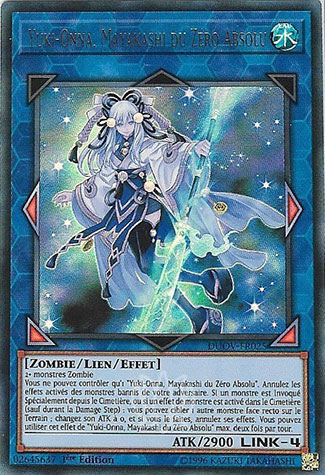 Yuki-Onna, Mayakashi du Zéro Absolu
水
DUOV-FR025
[Zombie/Lien/Effet]
2+ monstres Zombie
Vous ne pouvez contrôler qu'1 "Yuki-Onna, Mayakashi du Zéro Absolu". Annulez les
effets activés des monstres bannis de votre adversaire. Si un monstre est Invoqué
Spécialement depuis le Cimetière, ou si un effet de monstre est activé dans le Cimetière
(sauf durant la Damage Step) : vous pouvez cibler 1 autre monstre face recto sur le
Terrain ; changez son ATK à 0, et si vous le faites, annulez ses effets. Vous pouvez
utiliser cet effet de "Yuki-Onna, Mayakashi du Zéro Absolu" max. deux fois par tour.
ATK/2900 LINK-4
02645637 1st Edition ©1996 KAZUKI TAKAHASHI